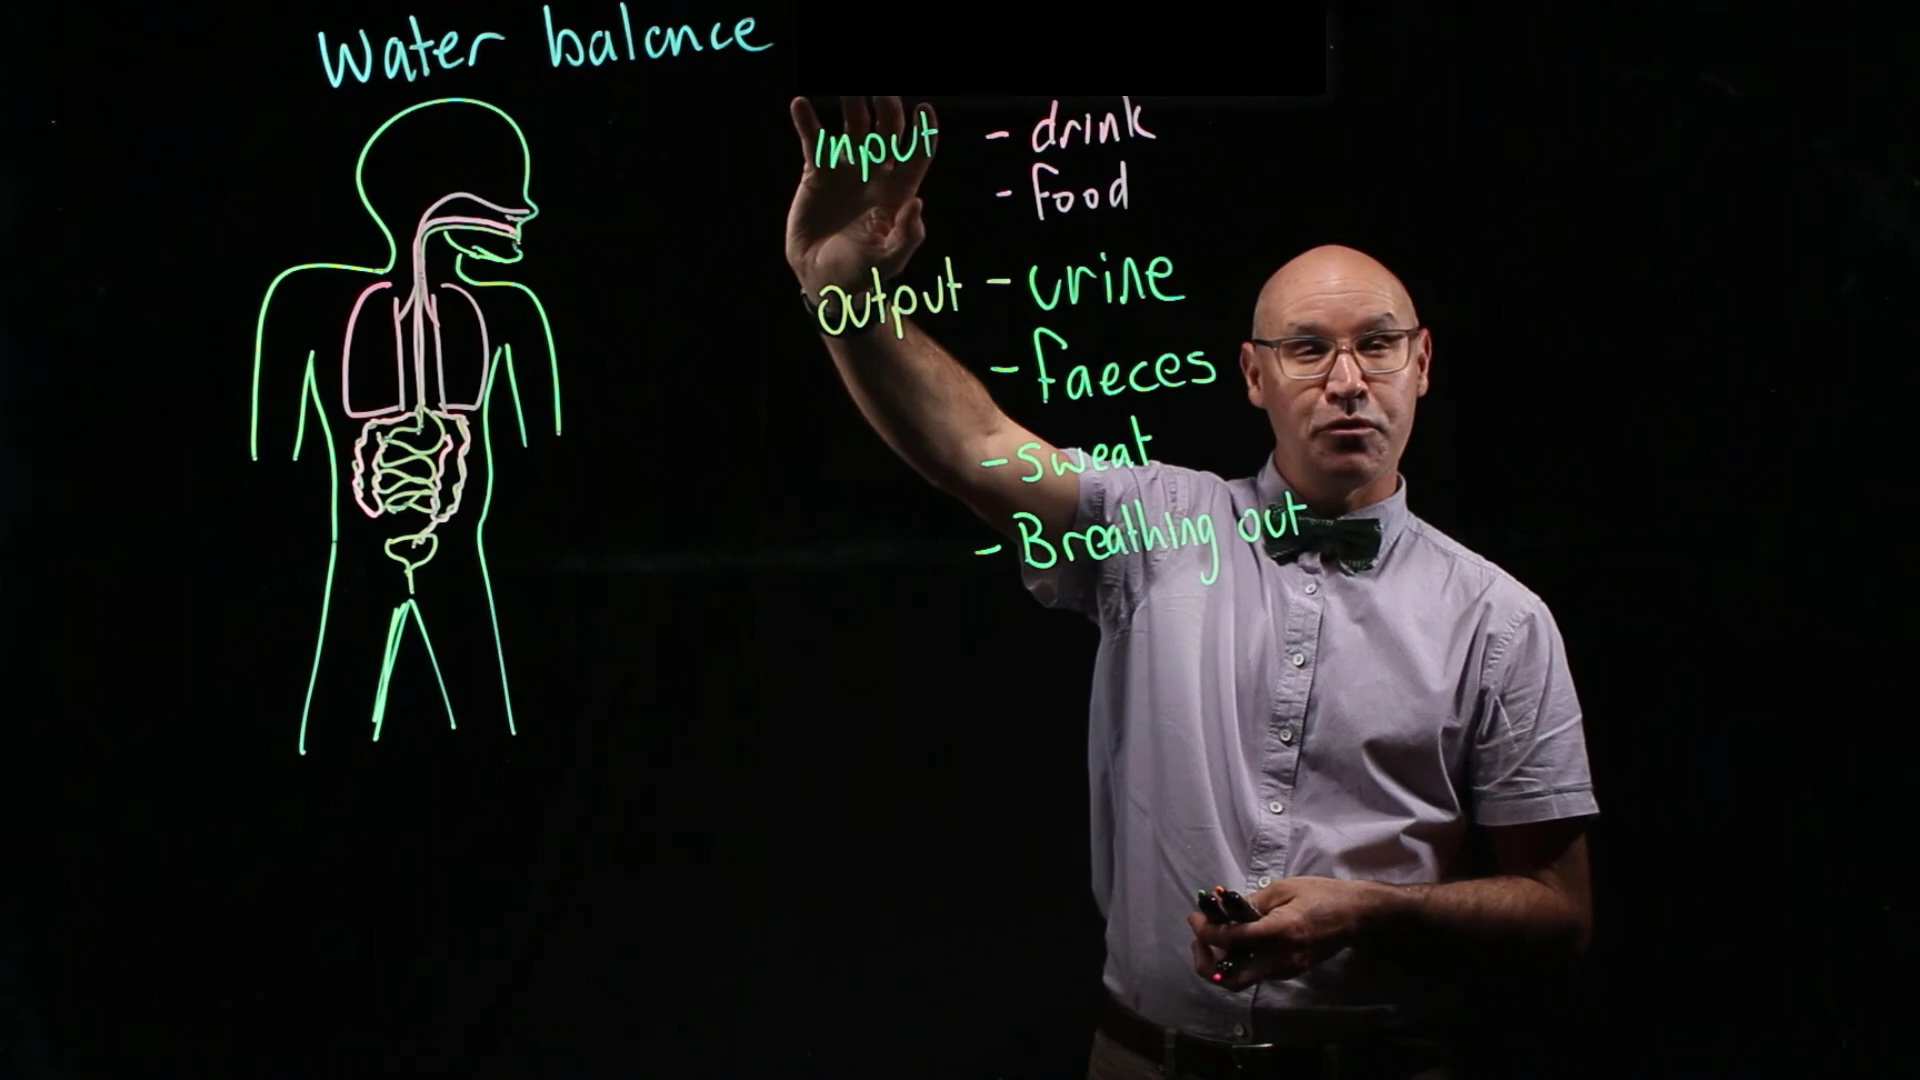 Water balance
Input - drink
- food
Output - urine
- faeces
- sweat
- Breathing out